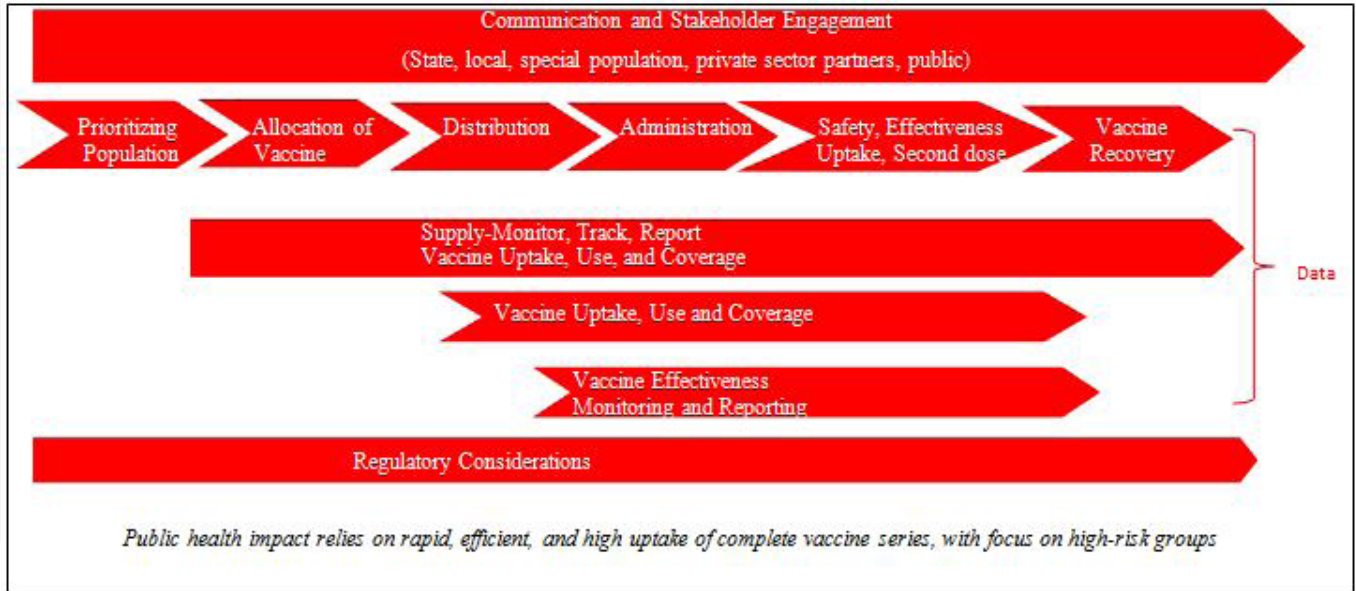 Communication and Stakeholder Engagement
(State, local, special population, private sector partners, public)
Prioritizing
Population
Allocation of
Vaccine
Distribution
Administration
Safety, Effectiveness
Uptake, Second dose
Vaccine
Recovery
Supply-Monitor, Track, Report
Vaccine Uptake, Use, and Coverage
Data
Vaccine Uptake, Use and Coverage
Vaccine Effectiveness
Monitoring and Reporting
Regulatory Considerations
Public health impact relies on rapid, efficient, and high uptake of complete vaccine series, with focus on high-risk groups